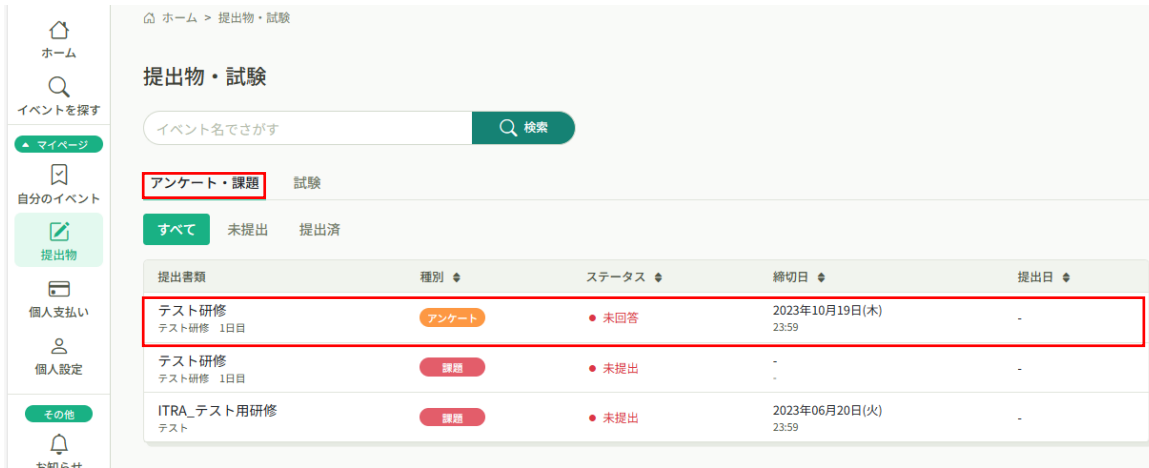 ホーム > 提出物・試験
ホーム
イベントを探す
マイページ
自分のイベント
提出物
個人支払い
個人設定
その他
お知らせ
提出物・試験
イベント名でさがす
検索
アンケート・課題 試験
すべて 未提出 提出済
提出書類 種別 ステータス 締切日 提出日
テスト研修 アンケート 未回答 2023年10月19日(木) -
テスト研修 1日目 23:59
テスト研修 課題 未提出 - -
テスト研修 1日目 -
ITRA_テスト用研修 課題 未提出 2023年06月20日(火) -
テスト 23:59